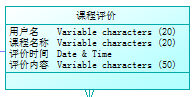 课程评价
用户名 Variable characters (20)
课程名称 Variable characters (20)
评价时间 Date & Time
评价内容 Variable characters (50)